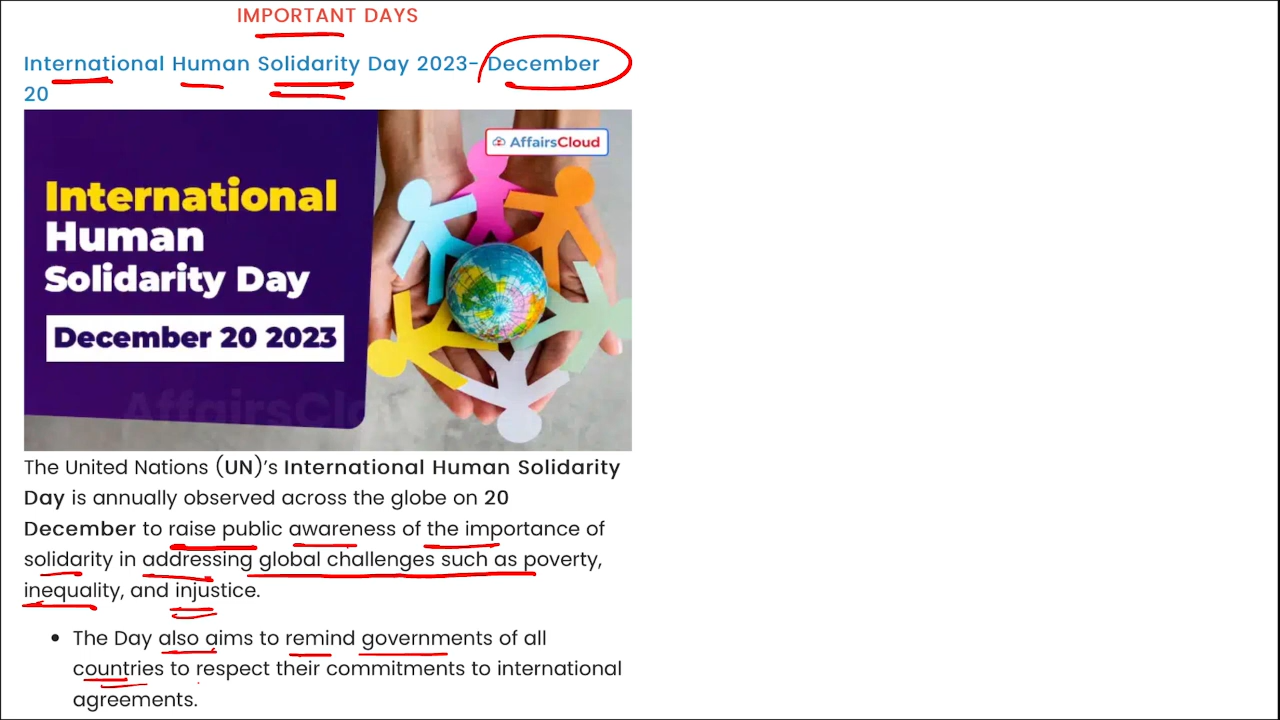 IMPORTANT DAYS
International Human Solidarity Day 2023- December
20
AffairsCloud
International
Human
Solidarity Day
December 20 2023
AffairsCloud
The United Nations (UN)’s International Human Solidarity
Day is annually observed across the globe on 20
December to raise public awareness of the importance of
solidarity in addressing global challenges such as poverty,
inequality, and injustice.
• The Day also aims to remind governments of all
countries to respect their commitments to international
agreements.